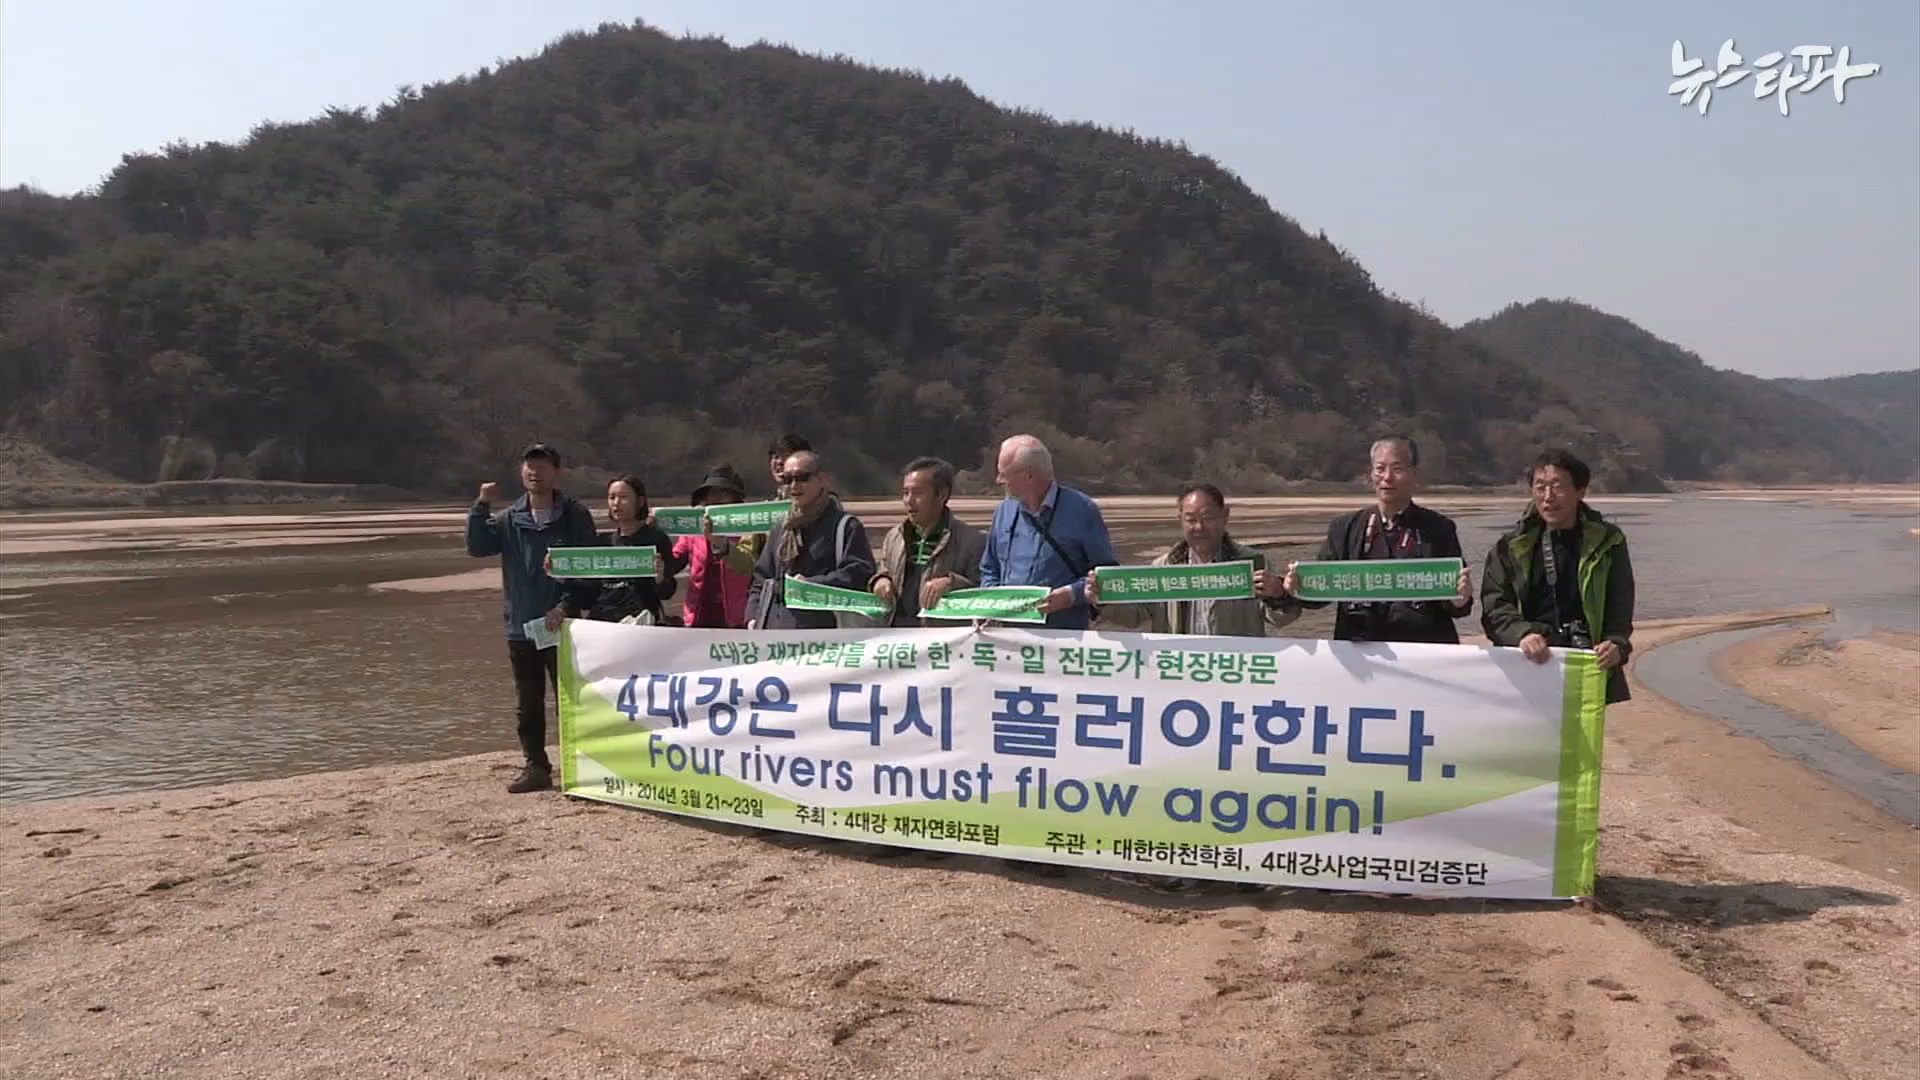 뉴스타파
4대강, 국민의 힘으로 되찾겠습니다!
4대강, 국민의 힘으로 되찾겠습니다!
4대강 재자연화를 위한 한·독·일 전문가 현장방문
4대강은 다시 흘러야한다.
Four rivers must flow again!
일시 : 2014년 3월 21~23일 주최 : 4대강 재자연화포럼 주관 : 대한하천학회, 4대강사업국민검증단